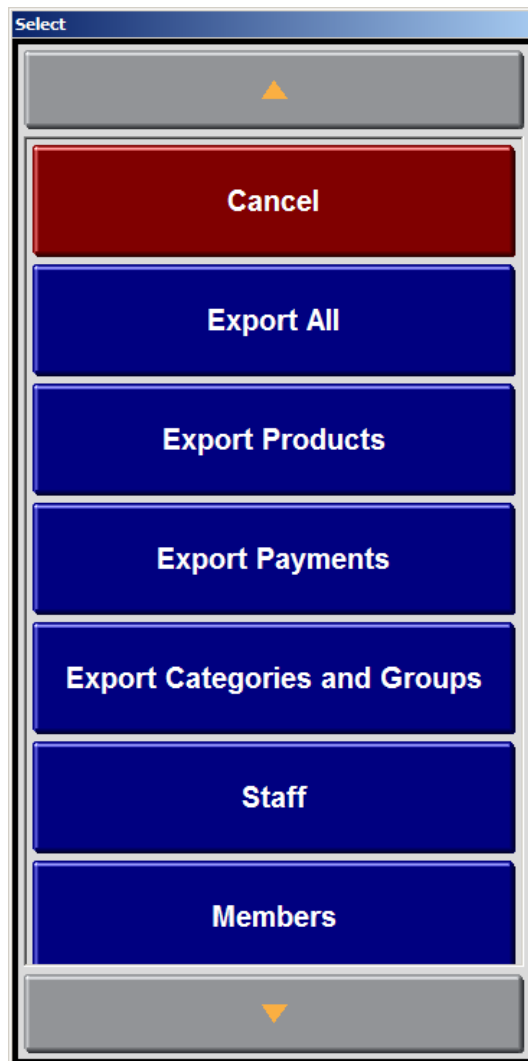 Select
Cancel
Export All
Export Products
Export Payments
Export Categories and Groups
Staff
Members